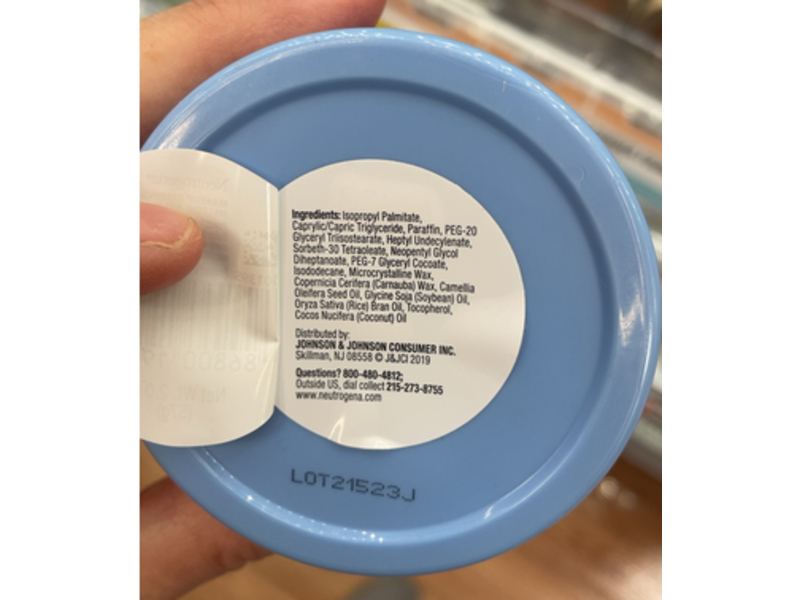 Ingredients: Isopropyl Palmitate,
Caprylic/Capric Triglyceride, Paraffin, PEG-20
Glyceryl Triisostearate, Heptyl Undecylenate,
Sorbeth-30 Tetraoleate, Neopentyl Glycol
Diheptanoate, PEG-7 Glyceryl Cocoate,
Isododecane, Microcrystalline Wax,
Copernicia Cerifera (Carnauba) Wax, Camellia
Oleifera Seed Oil, Glycine Soja (Soybean) Oil,
Oryza Sativa (Rice) Bran Oil, Tocopherol,
Cocos Nucifera (Coconut) Oil
Distributed by:
JOHNSON & JOHNSON CONSUMER INC.
Skillman, NJ 08558 © J&JCI 2019
Questions? 800-480-4812;
Outside US, dial collect 215-273-8755
www.neutrogena.com
LOT21523J